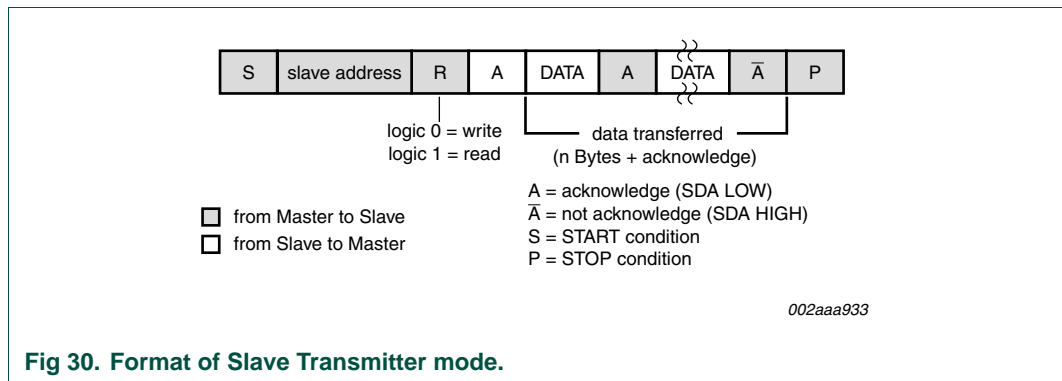 S slave address R A DATA A DATA A̅ P
logic 0 = write
logic 1 = read
data transferred
(n Bytes + acknowledge)
A = acknowledge (SDA LOW)
A̅ = not acknowledge (SDA HIGH)
S = START condition
P = STOP condition
from Master to Slave
from Slave to Master
002aaa933
Fig 30. Format of Slave Transmitter mode.